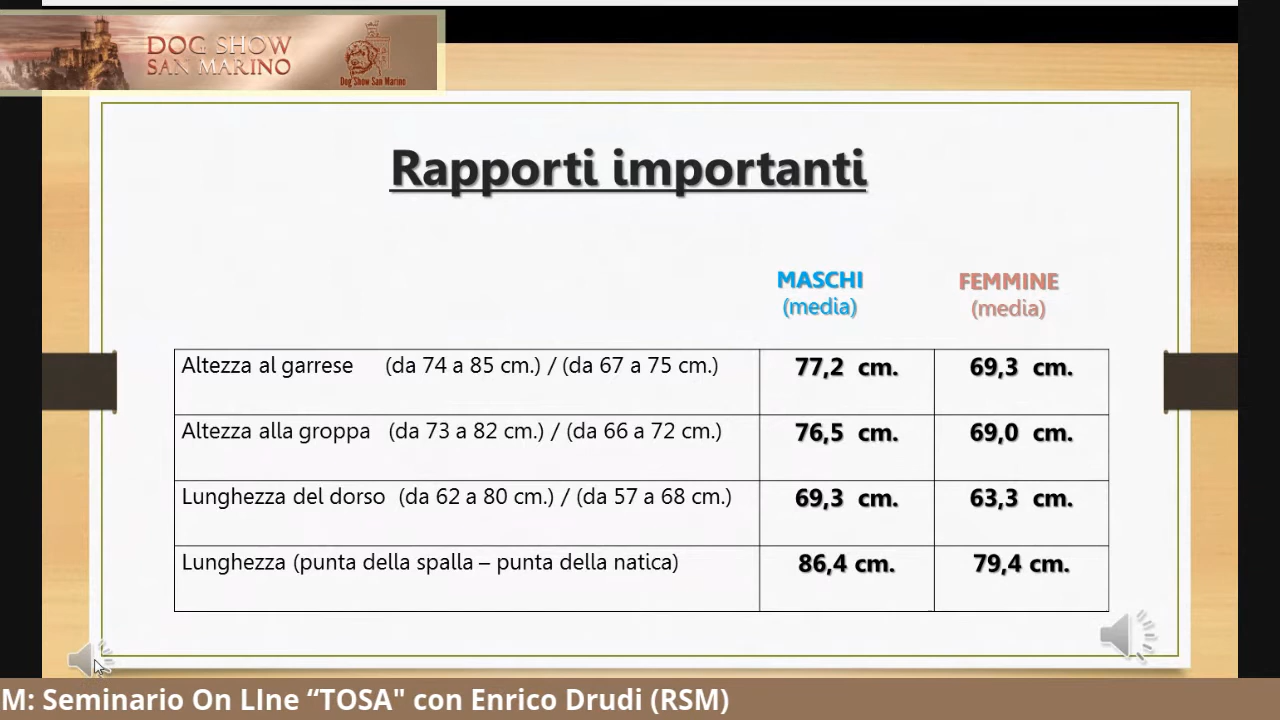 DOG SHOW
SAN MARINO
Dog Show San Marino
Rapporti importanti
MASCHI
(media)
FEMMINE
(media)
Altezza al garrese (da 74 a 85 cm.) / (da 67 a 75 cm.) 77,2 cm. 69,3 cm.
Altezza alla groppa (da 73 a 82 cm.) / (da 66 a 72 cm.) 76,5 cm. 69,0 cm.
Lunghezza del dorso (da 62 a 80 cm.) / (da 57 a 68 cm.) 69,3 cm. 63,3 cm.
Lunghezza (punta della spalla – punta della natica) 86,4 cm. 79,4 cm.
M: Seminario On LIne “TOSA" con Enrico Drudi (RSM)